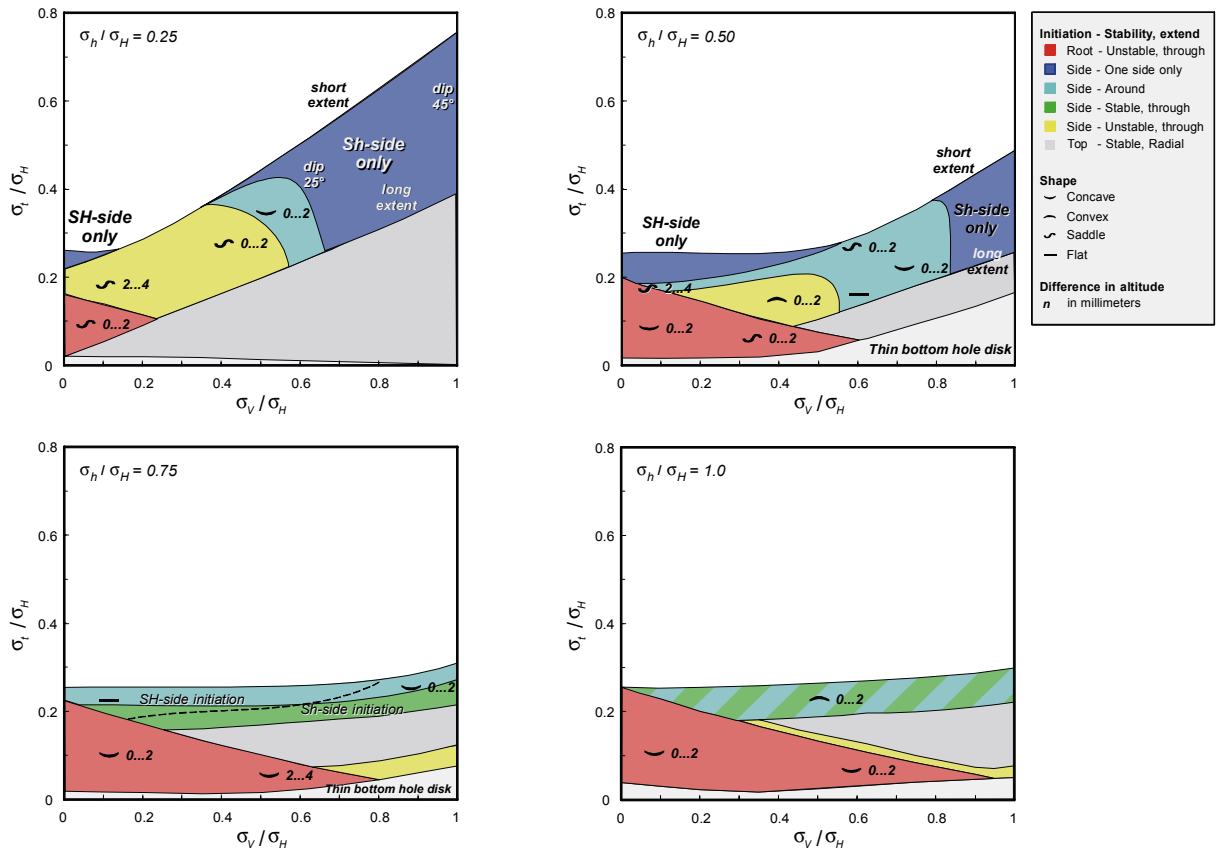 σh / σH = 0.25
0.8
0.6
0.4
0.2
0
σt / σH
0
0.2
0.4
0.6
0.8
1
σV / σH
SH-side
only
short
extent
dip
45°
Sh-side
only
dip
25°
long
extent
0...2
0...2
2...4
0...2
σh / σH = 0.50
0.8
0.6
0.4
0.2
0
σt / σH
0
0.2
0.4
0.6
0.8
1
σV / σH
SH-side
only
short
extent
Sh-side
only
long
extent
0...2
0...2
2...4
0...2
0...2
0...2
Thin bottom hole disk
Initiation - Stability, extend
Root - Unstable, through
Side - One side only
Side - Around
Side - Stable, through
Side - Unstable, through
Top - Stable, Radial
Shape
Concave
Convex
Saddle
Flat
Difference in altitude
n in millimeters
σh / σH = 0.75
0.8
0.6
0.4
0.2
0
σt / σH
0
0.2
0.4
0.6
0.8
1
σV / σH
SH-side initiation
Sh-side initiation
0...2
0...2
2...4
Thin bottom hole disk
σh / σH = 1.0
0.8
0.6
0.4
0.2
0
σt / σH
0
0.2
0.4
0.6
0.8
1
σV / σH
0...2
0...2
0...2